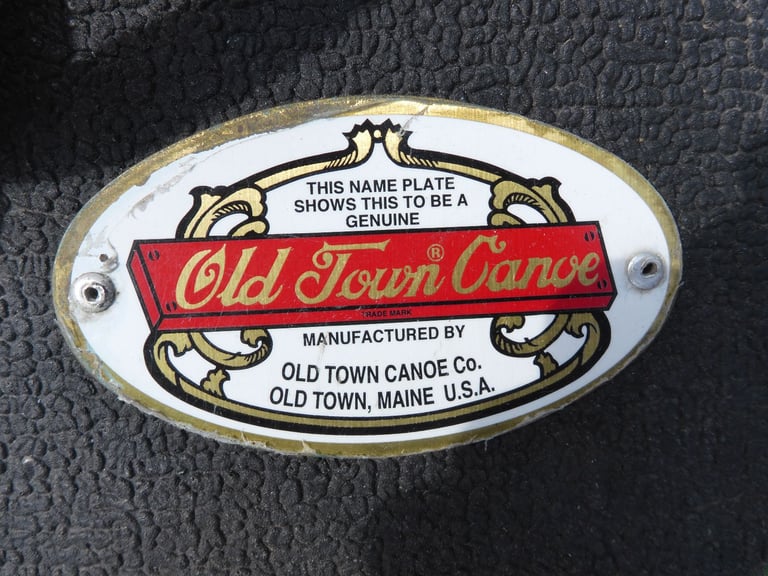 THIS NAME PLATE
SHOWS THIS TO BE A
GENUINE
Old Town® Canoe
TRADE MARK
MANUFACTURED BY
OLD TOWN CANOE Co.
OLD TOWN, MAINE U.S.A.